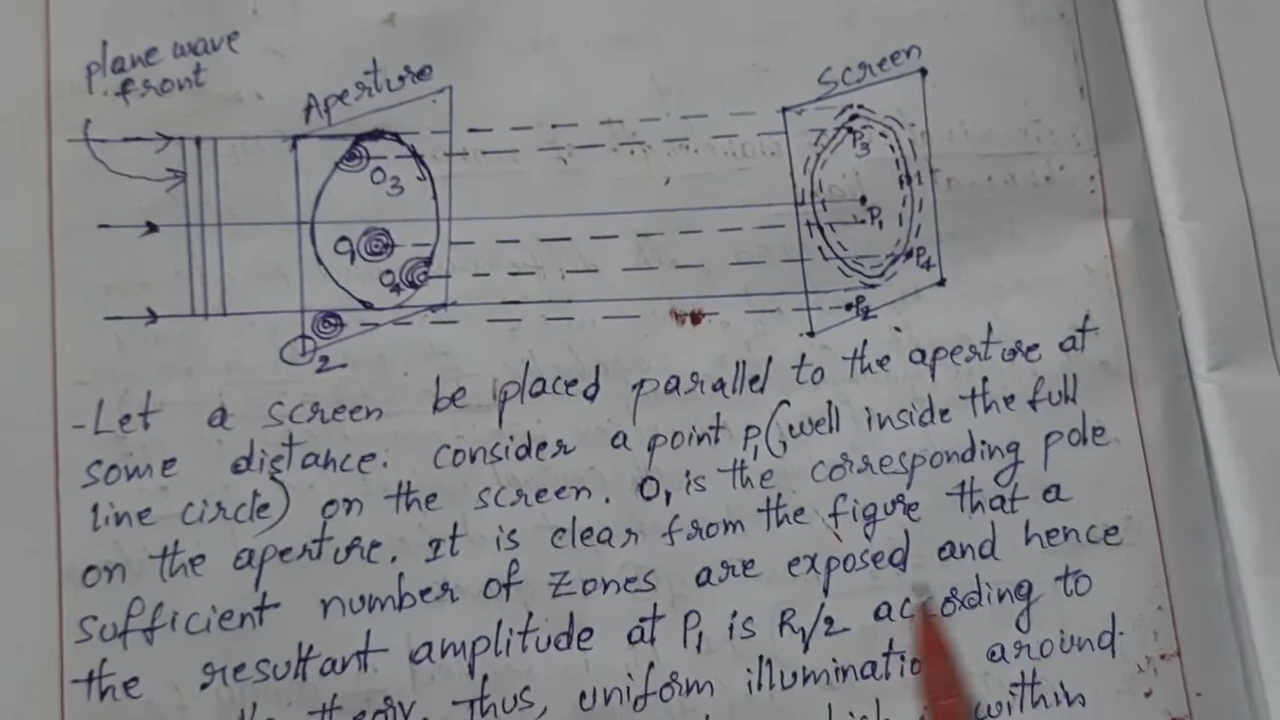 plane wave
front
Aperture
Screen
O3
P3
P1
O4
P4
P2
O2
-Let a screen be placed parallel to the aperture at
some distance. consider a point P1 (well inside the full
line circle) on the screen. O1 is the corresponding pole
on the aperture. It is clear from the figure that a
sufficient number of zones are exposed and hence
the resultant amplitude at P1 is R1/2 according to
theory. Thus, uniform illumination around
within